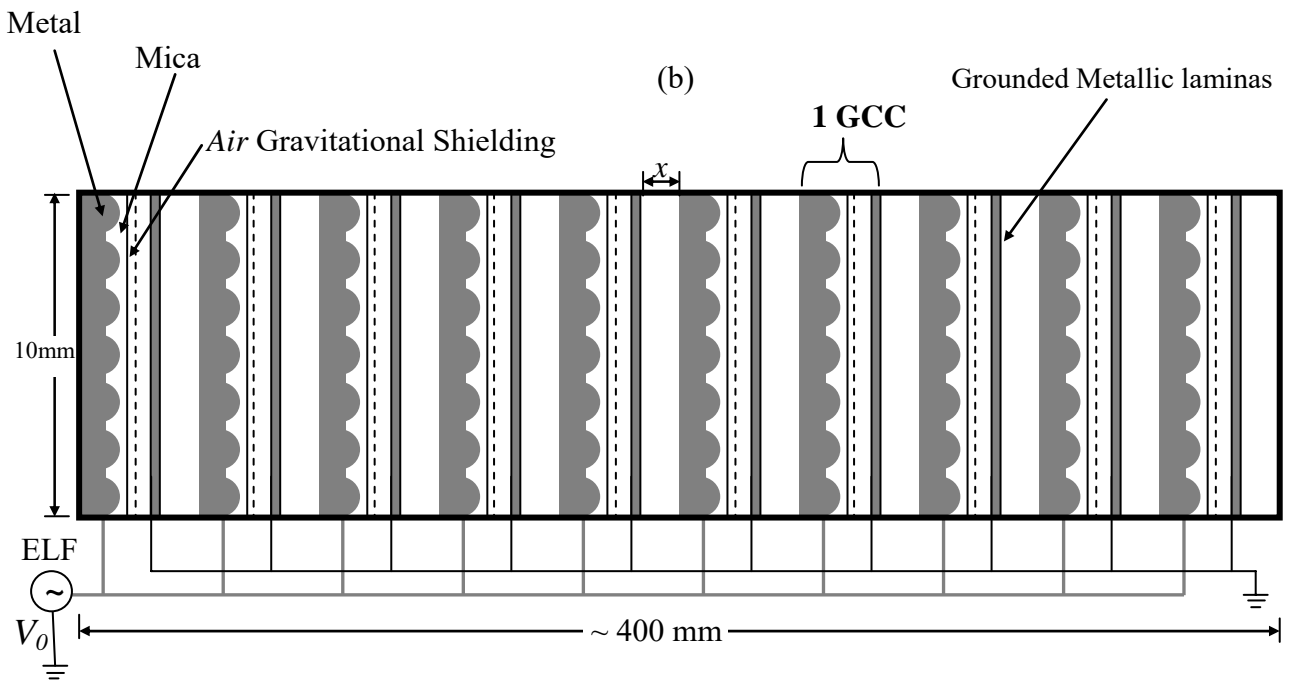 Metal
Mica
(b)
Grounded Metallic laminas
1 GCC
Air Gravitational Shielding
x
10mm
ELF
~
V0
~ 400 mm